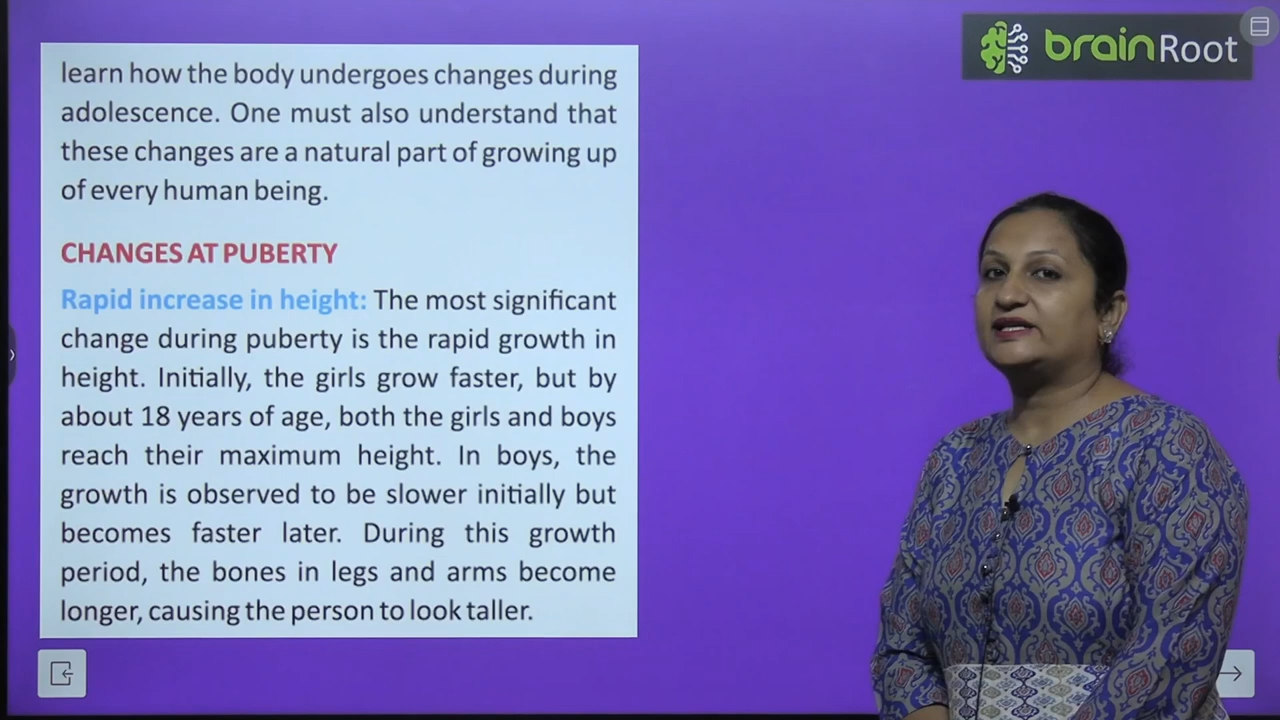 brainRoot
learn how the body undergoes changes during
adolescence. One must also understand that
these changes are a natural part of growing up
of every human being.
CHANGES AT PUBERTY
Rapid increase in height: The most significant
change during puberty is the rapid growth in
height. Initially, the girls grow faster, but by
about 18 years of age, both the girls and boys
reach their maximum height. In boys, the
growth is observed to be slower initially but
becomes faster later. During this growth
period, the bones in legs and arms become
longer, causing the person to look taller.